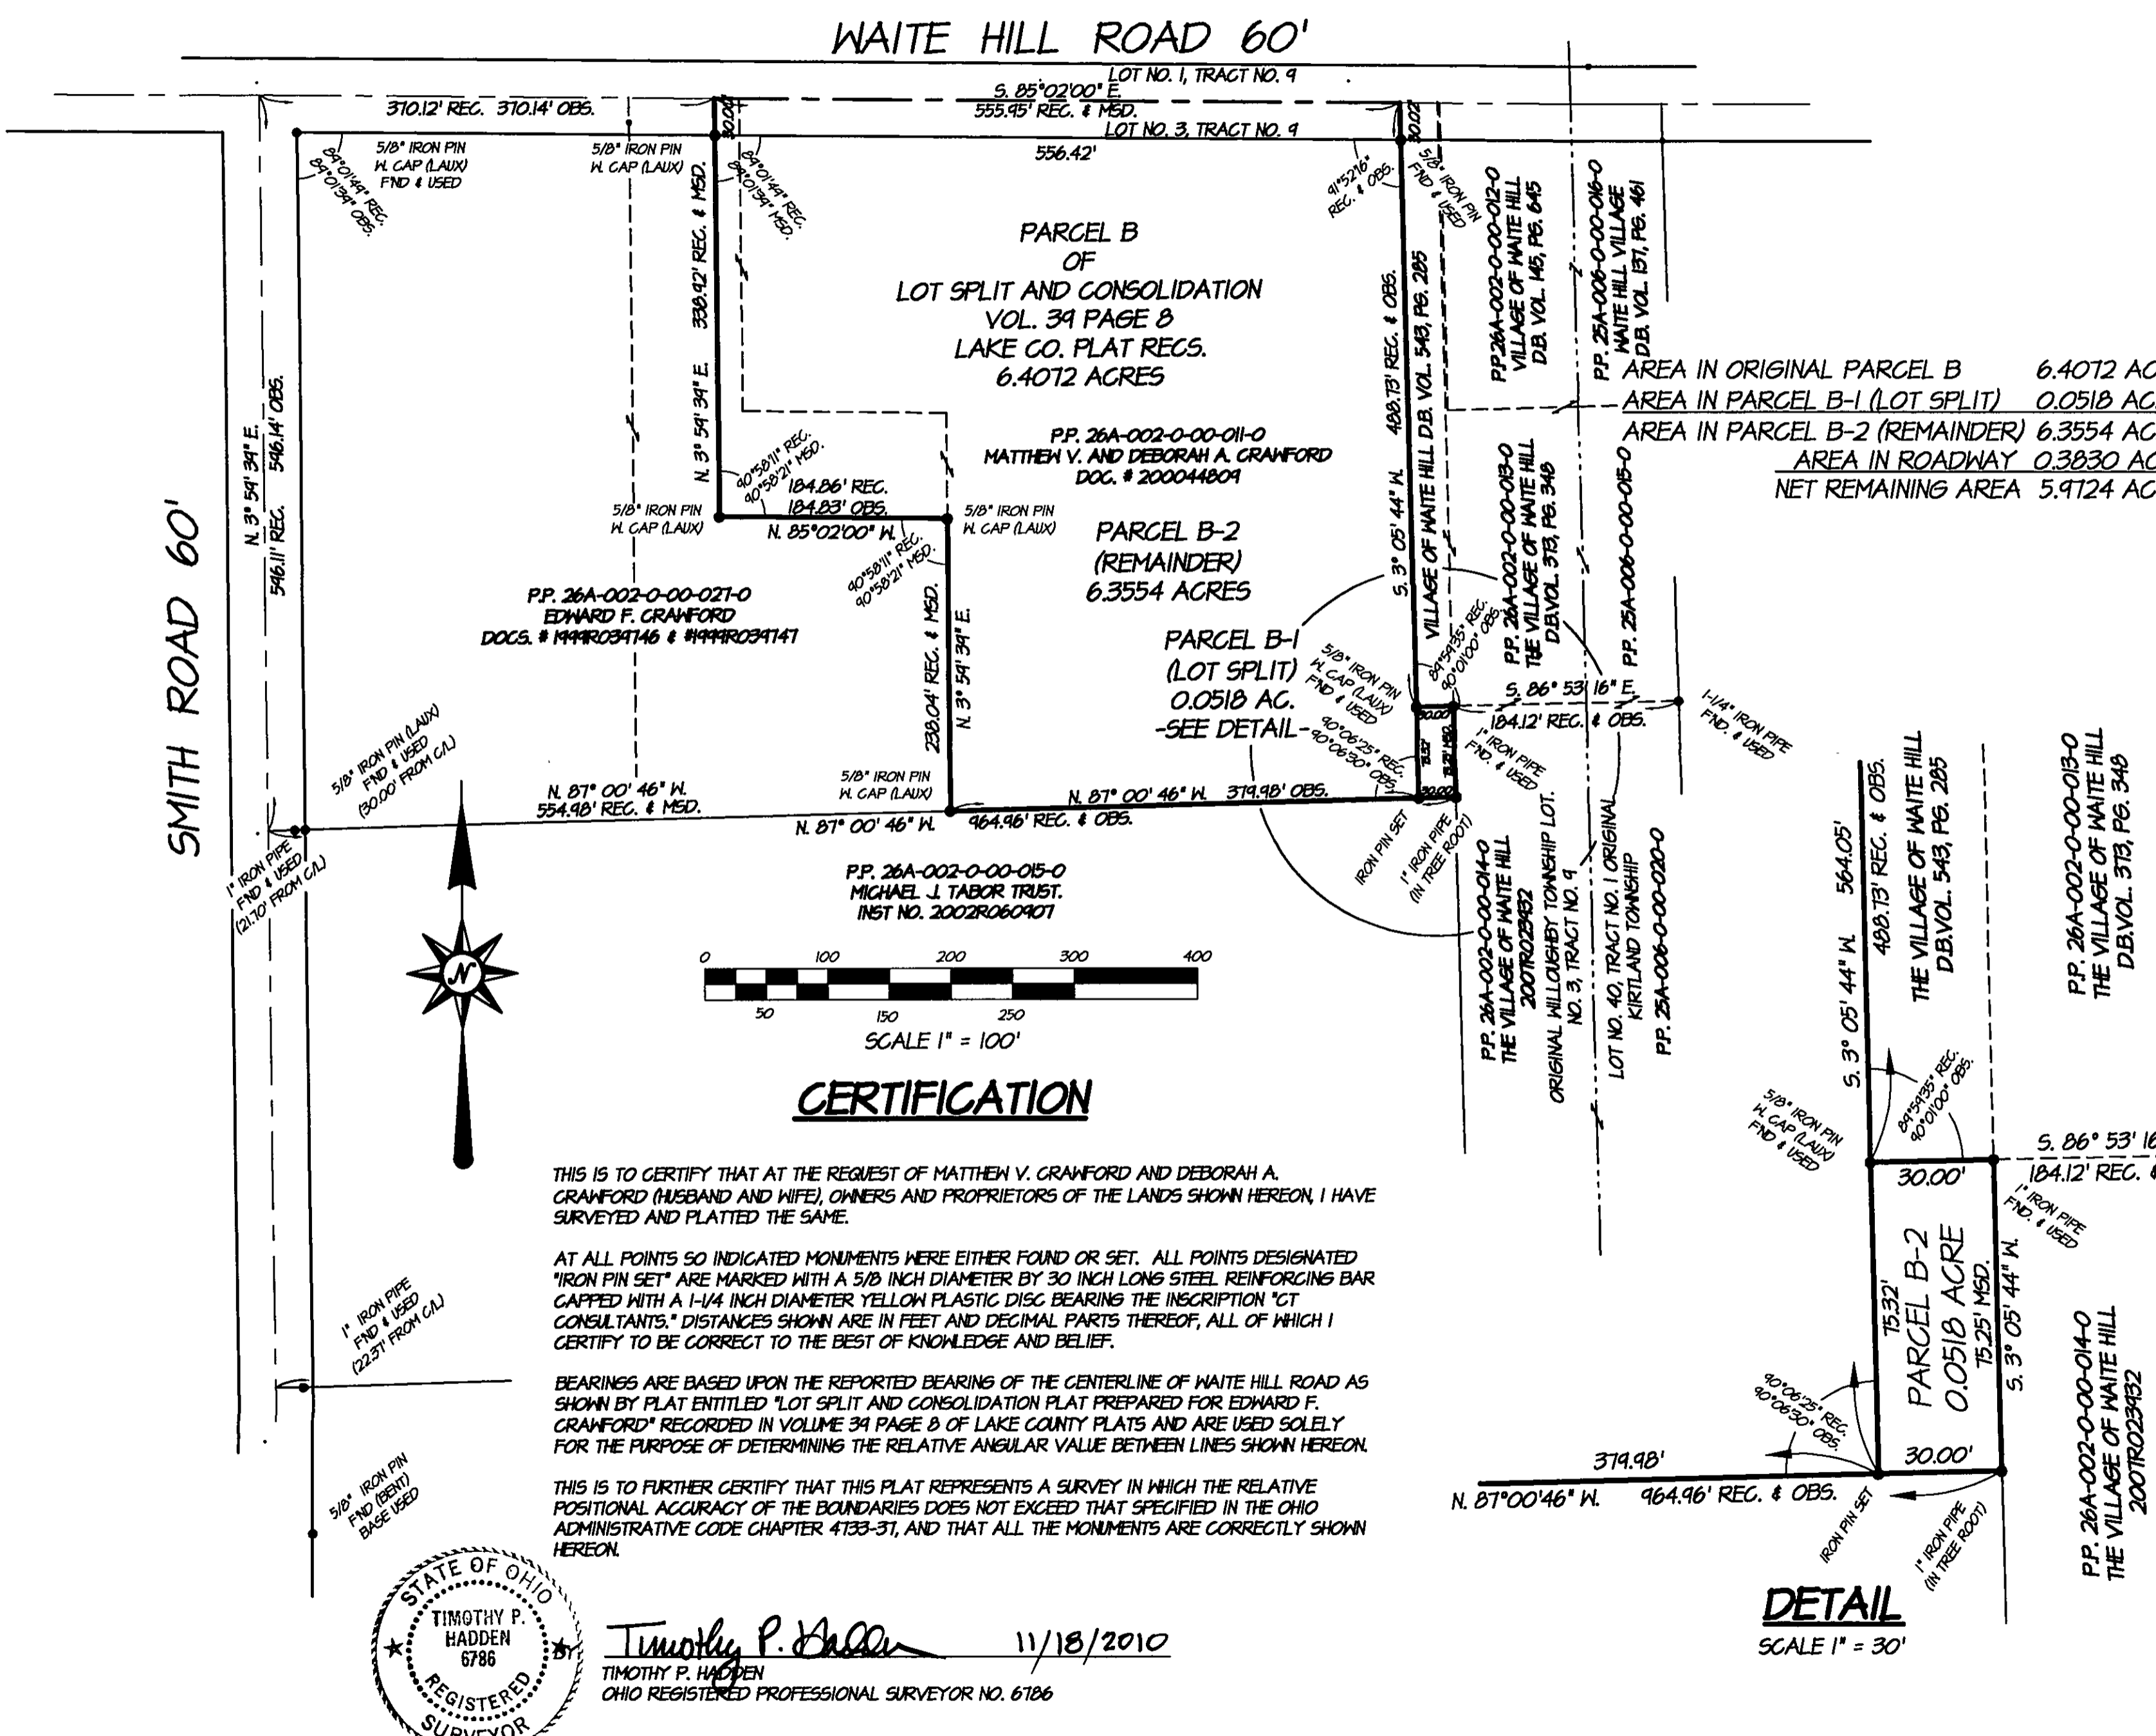 WAITE HILL ROAD 60'
LOT NO. 1, TRACT NO. 9
S. 85°02'00" E.
370.12' REC. 370.14' OBS.
555.95' REC. & MSD.
30.00'
30.02'
LOT NO. 3, TRACT NO. 9
556.42'
5/8" IRON PIN
W. CAP (LAUX)
FND & USED
5/8" IRON PIN
W. CAP (LAUX)
89°01'49" REC.
89°01'39" OBS.
89°01'49" REC.
89°01'39" MSD.
91°52'16"
REC. & OBS.
5/8" IRON PIN
FND & USED
N. 3° 59' 39" E. 338.92' REC. & MSD.
PARCEL B
OF
LOT SPLIT AND CONSOLIDATION
VOL. 39 PAGE 8
LAKE CO. PLAT RECS.
6.4072 ACRES
S. 3° 05' 44" W. 488.73' REC. & OBS.
VILLAGE OF WAITE HILL D.B. VOL. 543, PG. 285
P.P. 26A-002-0-00-012-0
VILLAGE OF WAITE HILL
D.B. VOL. 145, PG. 645
P.P. 25A-006-0-00-016-0
WAITE HILL VILLAGE
D.B. VOL. 137, PG. 461
AREA IN ORIGINAL PARCEL B 6.4072 AC
AREA IN PARCEL B-1 (LOT SPLIT) 0.0518 AC
AREA IN PARCEL B-2 (REMAINDER) 6.3554 AC
AREA IN ROADWAY 0.3830 AC
NET REMAINING AREA 5.9724 AC
P.P. 26A-002-0-00-011-0
MATTHEW V. AND DEBORAH A. CRAWFORD
DOC. # 200044809
SMITH ROAD 60'
N. 3° 59' 39" E.
546.11' REC. 546.14' OBS.
90°58'11" REC.
90°58'21" MSD.
184.86' REC.
184.83' OBS.
N. 85°02'00" W.
5/8" IRON PIN
W. CAP (LAUX)
5/8" IRON PIN
W. CAP (LAUX)
90°58'11" REC.
90°58'21" MSD.
PARCEL B-2
(REMAINDER)
6.3554 ACRES
P.P. 26A-002-0-00-027-0
EDWARD F. CRAWFORD
DOCS. # 1999R039746 & #1999R039747
238.04' REC. & MSD.
N. 3° 59' 39" E.
PARCEL B-1
(LOT SPLIT)
0.0518 AC.
-SEE DETAIL-
5/8" IRON PIN
W. CAP (LAUX)
FND & USED
89°59'35" REC.
90°01'00" OBS.
P.P. 26A-002-0-00-013-0
THE VILLAGE OF WAITE HILL
D.B.VOL. 373, PG. 348
P.P. 25A-006-0-00-015-0
S. 86° 53' 16" E.
184.12' REC. & OBS.
1-1/4" IRON PIPE
FND. & USED
30.00'
90°06'25" REC.
90°06'30" OBS.
75.32'
75.25' MSD.
1" IRON PIPE
FND. & USED
30.00'
5/8" IRON PIN (LAUX)
FND & USED
(30.00' FROM C/L)
N. 87° 00' 46" W.
554.98' REC. & MSD.
5/8" IRON PIN
W. CAP (LAUX)
N. 87° 00' 46" W. 379.98' OBS.
N. 87° 00' 46" W. 964.96' REC. & OBS.
1" IRON PIPE
FND & USED
(21.70' FROM C/L)
IRON PIN SET
1" IRON PIPE
(IN TREE ROOT)
P.P. 26A-002-0-00-015-0
MICHAEL J. TABOR TRUST.
INST NO. 2002R060907
P.P. 26A-002-0-00-014-0
THE VILLAGE OF WAITE HILL
2007R023932
ORIGINAL WILLOUGHBY TOWNSHIP LOT.
NO. 3, TRACT NO. 9
LOT NO. 40, TRACT NO. 1 ORIGINAL
KIRTLAND TOWNSHIP
P.P. 25A-006-0-00-020-0
N
0 100 200 300 400
50 150 250
SCALE 1" = 100'
CERTIFICATION
THIS IS TO CERTIFY THAT AT THE REQUEST OF MATTHEW V. CRAWFORD AND DEBORAH A.
CRAWFORD (HUSBAND AND WIFE), OWNERS AND PROPRIETORS OF THE LANDS SHOWN HEREON, I HAVE
SURVEYED AND PLATTED THE SAME.
AT ALL POINTS SO INDICATED MONUMENTS WERE EITHER FOUND OR SET. ALL POINTS DESIGNATED
"IRON PIN SET" ARE MARKED WITH A 5/8 INCH DIAMETER BY 30 INCH LONG STEEL REINFORCING BAR
CAPPED WITH A 1-1/4 INCH DIAMETER YELLOW PLASTIC DISC BEARING THE INSCRIPTION "CT
CONSULTANTS." DISTANCES SHOWN ARE IN FEET AND DECIMAL PARTS THEREOF, ALL OF WHICH I
CERTIFY TO BE CORRECT TO THE BEST OF KNOWLEDGE AND BELIEF.
BEARINGS ARE BASED UPON THE REPORTED BEARING OF THE CENTERLINE OF WAITE HILL ROAD AS
SHOWN BY PLAT ENTITLED "LOT SPLIT AND CONSOLIDATION PLAT PREPARED FOR EDWARD F.
CRAWFORD" RECORDED IN VOLUME 39 PAGE 8 OF LAKE COUNTY PLATS AND ARE USED SOLELY
FOR THE PURPOSE OF DETERMINING THE RELATIVE ANGULAR VALUE BETWEEN LINES SHOWN HEREON.
THIS IS TO FURTHER CERTIFY THAT THIS PLAT REPRESENTS A SURVEY IN WHICH THE RELATIVE
POSITIONAL ACCURACY OF THE BOUNDARIES DOES NOT EXCEED THAT SPECIFIED IN THE OHIO
ADMINISTRATIVE CODE CHAPTER 4733-37, AND THAT ALL THE MONUMENTS ARE CORRECTLY SHOWN
HEREON.
1" IRON PIPE
FND & USED
(22.37' FROM C/L)
5/8" IRON PIN
FND (BENT)
BASE USED
STATE OF OHIO
TIMOTHY P.
HADDEN
6786
REGISTERED
SURVEYOR
BY
Timothy P. Hadden 11/18/2010
TIMOTHY P. HADDEN
OHIO REGISTERED PROFESSIONAL SURVEYOR NO. 6786
S. 3° 05' 44" W. 564.05'
488.73' REC. & OBS.
THE VILLAGE OF WAITE HILL
D.B.VOL. 543, PG. 285
P.P. 26A-002-0-00-013-0
THE VILLAGE OF WAITE HILL
D.B.VOL. 373, PG. 348
5/8" IRON PIN
W. CAP (LAUX)
FND & USED
89°59'35" REC.
90°01'00" OBS.
S. 86° 53' 16
184.12' REC. &
30.00'
1" IRON PIPE
FND. & USED
75.32'
PARCEL B-2
0.0518 ACRE
75.25' MSD.
S. 3° 05' 44" W.
90°06'25" REC.
90°06'30" OBS.
379.98'
30.00'
N. 87°00'46" W. 964.96' REC. & OBS.
IRON PIN SET
1" IRON PIPE
(IN TREE ROOT)
P.P. 26A-002-0-00-014-0
THE VILLAGE OF WAITE HILL
2007R023932
DETAIL
SCALE 1" = 30'